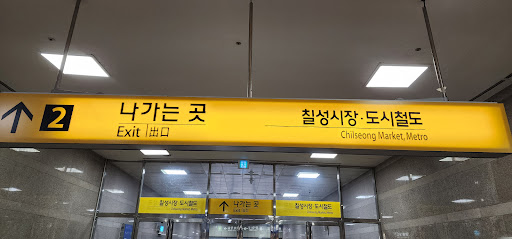 ↑ 2 나가는 곳 칠성시장·도시철도
Exit 出口 Chilseong Market, Metro
칠성시장·도시철도 ↑ 나가는 곳 칠성시장·도시철도